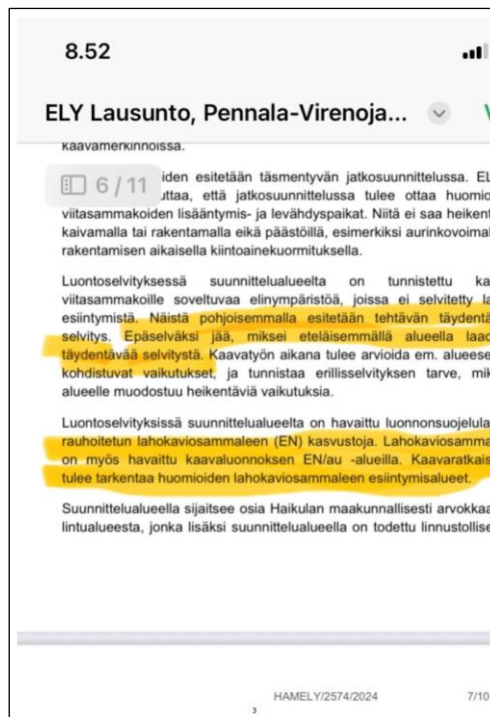 8.52
ELY Lausunto, Pennala-Virenoja...
kaavamerkinnoissa.
6/11
iden esitetään täsmentyvän jatkosuunnittelussa. EL
uttaa, että jatkosuunnittelussa tulee ottaa huomio
viitasammakoiden lisääntymis- ja levähdyspaikat. Niitä ei saa heikent
kaivamalla tai rakentamalla eikä päästöillä, esimerkiksi aurinkovoimal
rakentamisen aikaisella kiintoainekuormituksella.
Luontoselvityksessä suunnittelualueelta on tunnistettu ka
viitasammakoille soveltuvaa elinympäristöä, joissa ei selvitetty la
esiintymistä. Näistä pohjoisemmalla esitetään tehtävän täydentä
selvitys. Epäselväksi jää, miksei eteläisemmällä alueella laad
täydentävää selvitystä. Kaavatyön aikana tulee arvioida em. alueese
kohdistuvat vaikutukset, ja tunnistaa erillisselvityksen tarve, mik
alueelle muodostuu heikentäviä vaikutuksia.
Luontoselvityksissä suunnittelualueelta on havaittu luonnonsuojelula
rauhoitetun lahokaviosammaleen (EN) kasvustoja. Lahokaviosamma
on myös havaittu kaavaluonnoksen EN/au -alueilla. Kaavaratkais
tulee tarkentaa huomioiden lahokaviosammaleen esiintymisalueet.
Suunnittelualueella sijaitsee osia Haikulan maakunnallisesti arvokkaa
lintualueesta, jonka lisäksi suunnittelualueella on todettu linnustollise
HAMELY/2574/2024
7/10
3